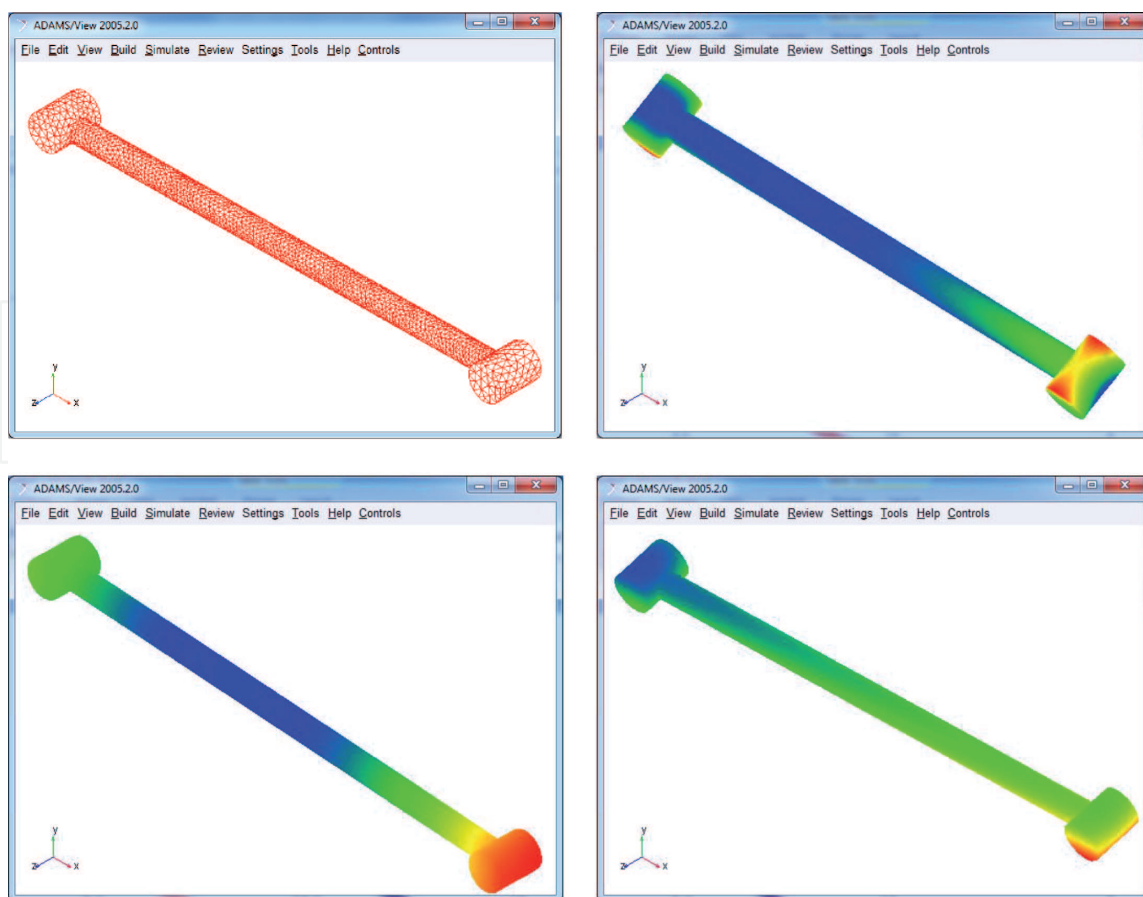 ADAMS/View 2005.2.0
File Edit View Build Simulate Review Settings Tools Help Controls
y
z x
ADAMS/View 2005.2.0
File Edit View Build Simulate Review Settings Tools Help Controls
y
z x
ADAMS/View 2005.2.0
File Edit View Build Simulate Review Settings Tools Help Controls
y
z x
ADAMS/View 2005.2.0
File Edit View Build Simulate Review Settings Tools Help Controls
y
z x